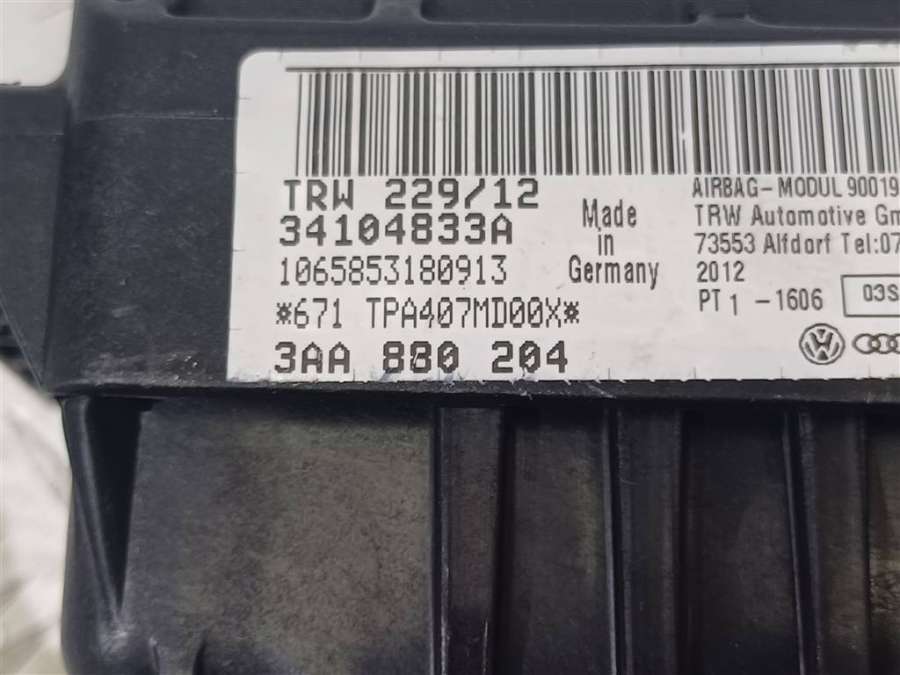 TRW 229/12
34104833A
1065853180913
*671 TPA407MD00X*
3AA 880 204
Made
in
Germany
AIRBAG-MODUL 90019
TRW Automotive Gm
73553 Alfdorf Tel:07
2012
PT 1 -1606
03S